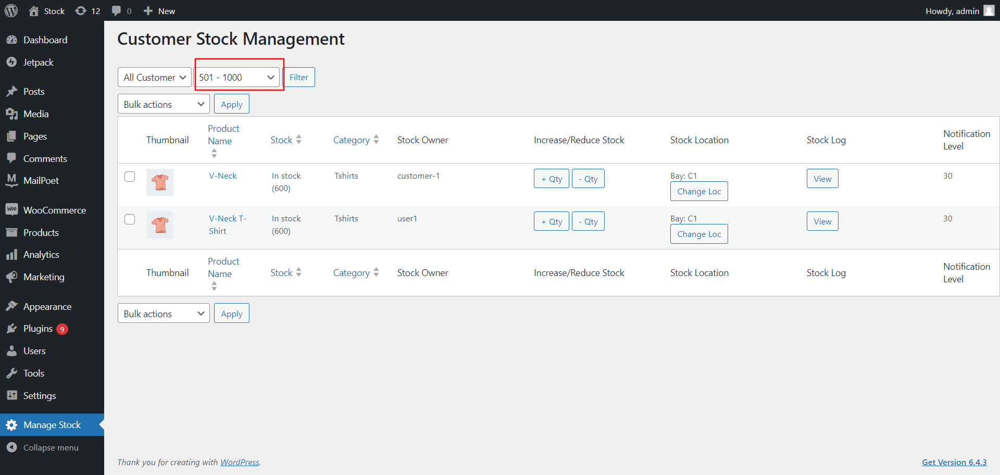 Stock 12 0 New Howdy, admin
Dashboard
Jetpack
Posts
Media
Pages
Comments
MailPoet
Woo WooCommerce
Products
Analytics
Marketing
Appearance
Plugins 9
Users
Tools
Settings
Manage Stock
Collapse menu
Customer Stock Management
All Customer 501 - 1000 Filter
Bulk actions Apply
Thumbnail Product Name Stock Category Stock Owner Increase/Reduce Stock Stock Location Stock Log Notification Level
V-Neck In stock (600) Tshirts customer-1 + Qty - Qty Bay: C1 Change Loc View 30
V-Neck T-Shirt In stock (600) Tshirts user1 + Qty - Qty Bay: C1 Change Loc View 30
Thumbnail Product Name Stock Category Stock Owner Increase/Reduce Stock Stock Location Stock Log Notification Level
Bulk actions Apply
Thank you for creating with WordPress. Get Version 6.4.3